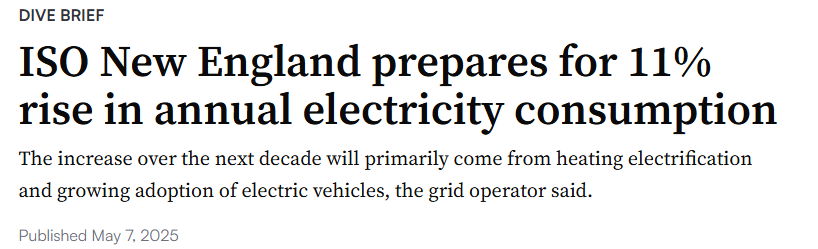 DIVE BRIEF
ISO New England prepares for 11%
rise in annual electricity consumption
The increase over the next decade will primarily come from heating electrification
and growing adoption of electric vehicles, the grid operator said.
Published May 7, 2025